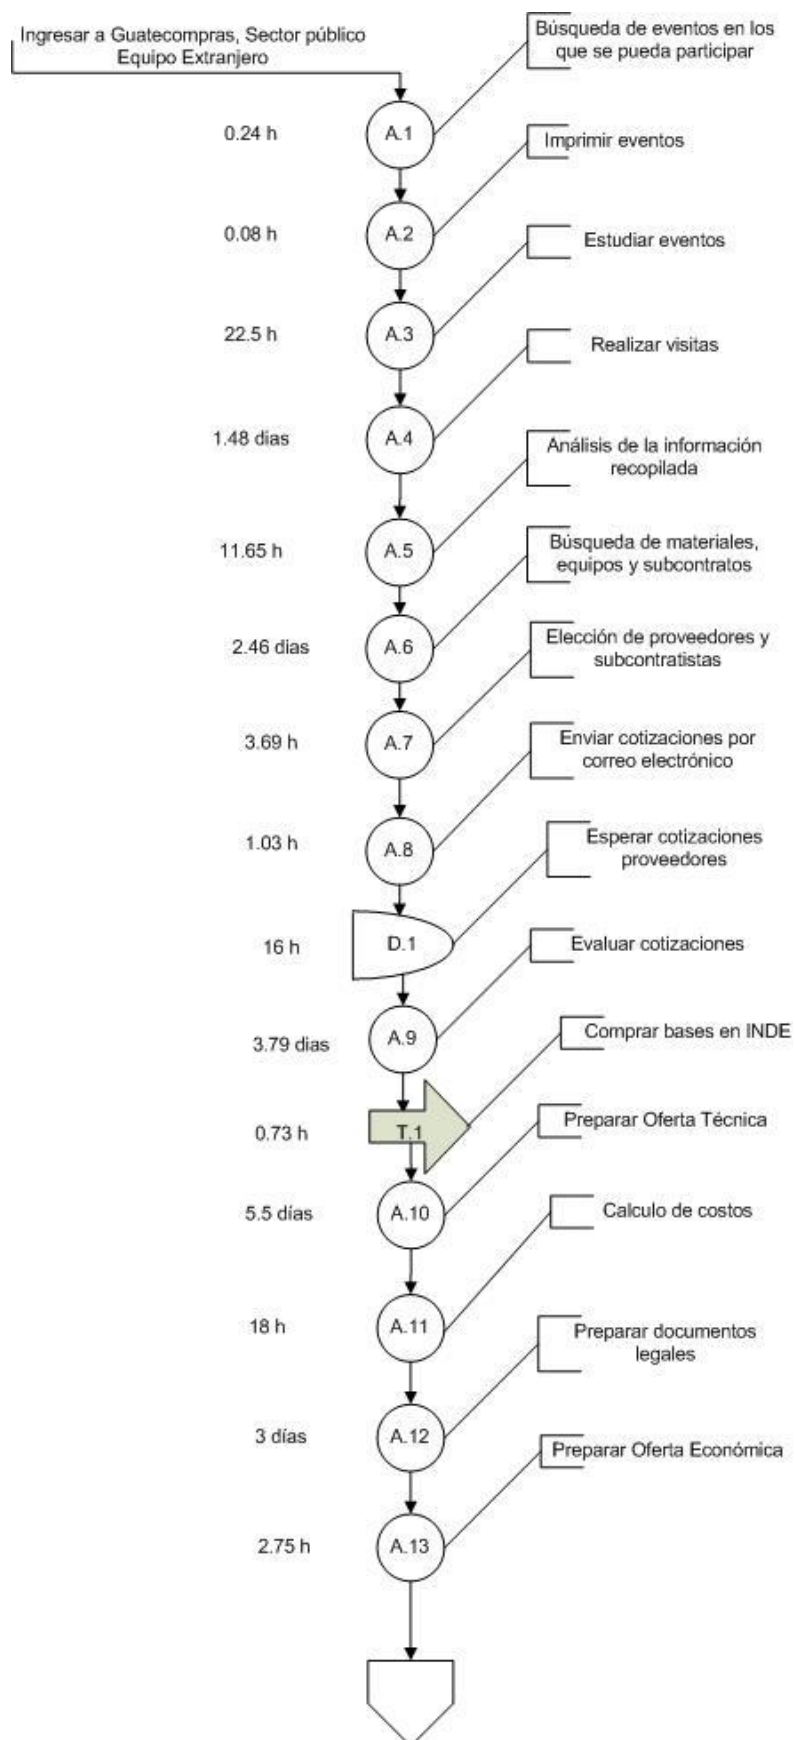 Ingresar a Guatecompras, Sector público
Equipo Extranjero
Búsqueda de eventos en los
que se pueda participar
0.24 h
A.1
Imprimir eventos
0.08 h
A.2
Estudiar eventos
22.5 h
A.3
Realizar visitas
1.48 dias
A.4
Análisis de la información
recopilada
11.65 h
A.5
Búsqueda de materiales,
equipos y subcontratos
2.46 dias
A.6
Elección de proveedores y
subcontratistas
3.69 h
A.7
Enviar cotizaciones por
correo electrónico
1.03 h
A.8
Esperar cotizaciones
proveedores
16 h
D.1
Evaluar cotizaciones
3.79 dias
A.9
Comprar bases en INDE
0.73 h
T.1
Preparar Oferta Técnica
5.5 días
A.10
Calculo de costos
18 h
A.11
Preparar documentos
legales
3 días
A.12
Preparar Oferta Económica
2.75 h
A.13